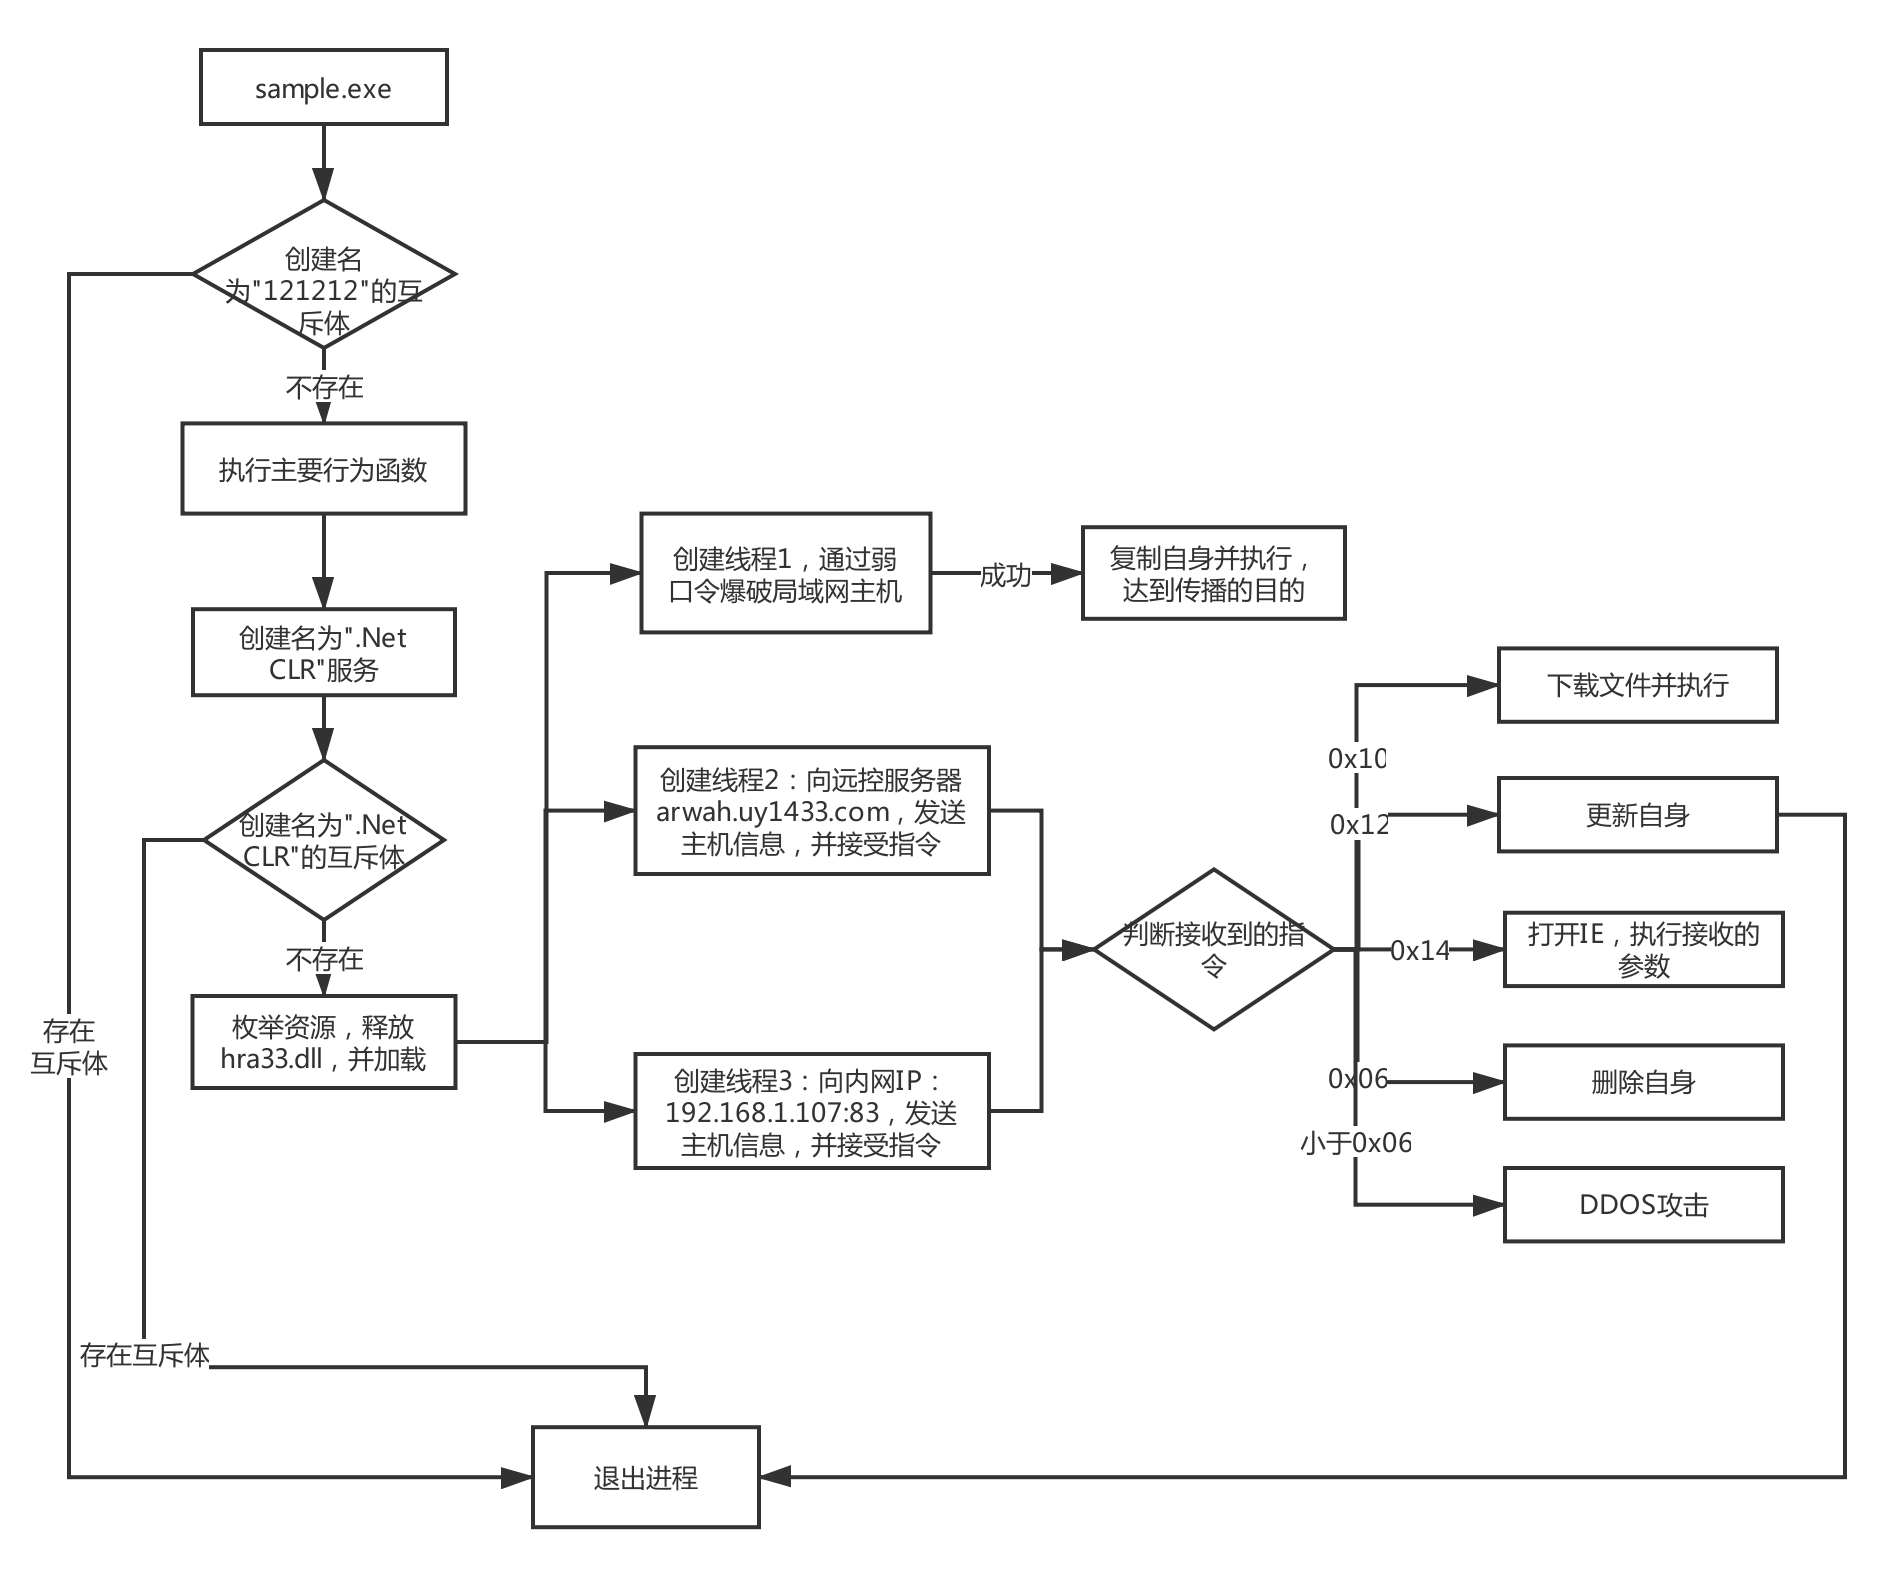 sample.exe
创建名
为"121212"的互
斥体
不存在
执行主要行为函数
创建名为".Net
CLR"服务
创建名为".Net
CLR"的互斥体
不存在
枚举资源，释放
hra33.dll，并加载
存在
互斥体
存在互斥体
创建线程1，通过弱
口令爆破局域网主机
成功
复制自身并执行，
达到传播的目的
创建线程2：向远控服务器
arwah.uy1433.com，发送
主机信息，并接受指令
创建线程3：向内网IP：
192.168.1.107:83，发送
主机信息，并接受指令
判断接收到的指
令
0x10
下载文件并执行
0x12
更新自身
0x14
打开IE，执行接收的
参数
0x06
删除自身
小于0x06
DDOS攻击
退出进程